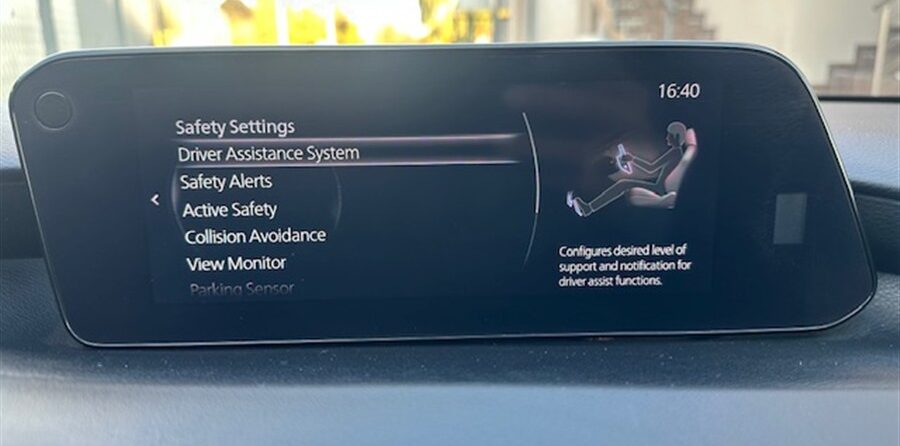 16:40
Safety Settings
Driver Assistance System
Safety Alerts
Active Safety
Collision Avoidance
View Monitor
Parking Sensor
Configures desired level of
support and notification for
driver assist functions.